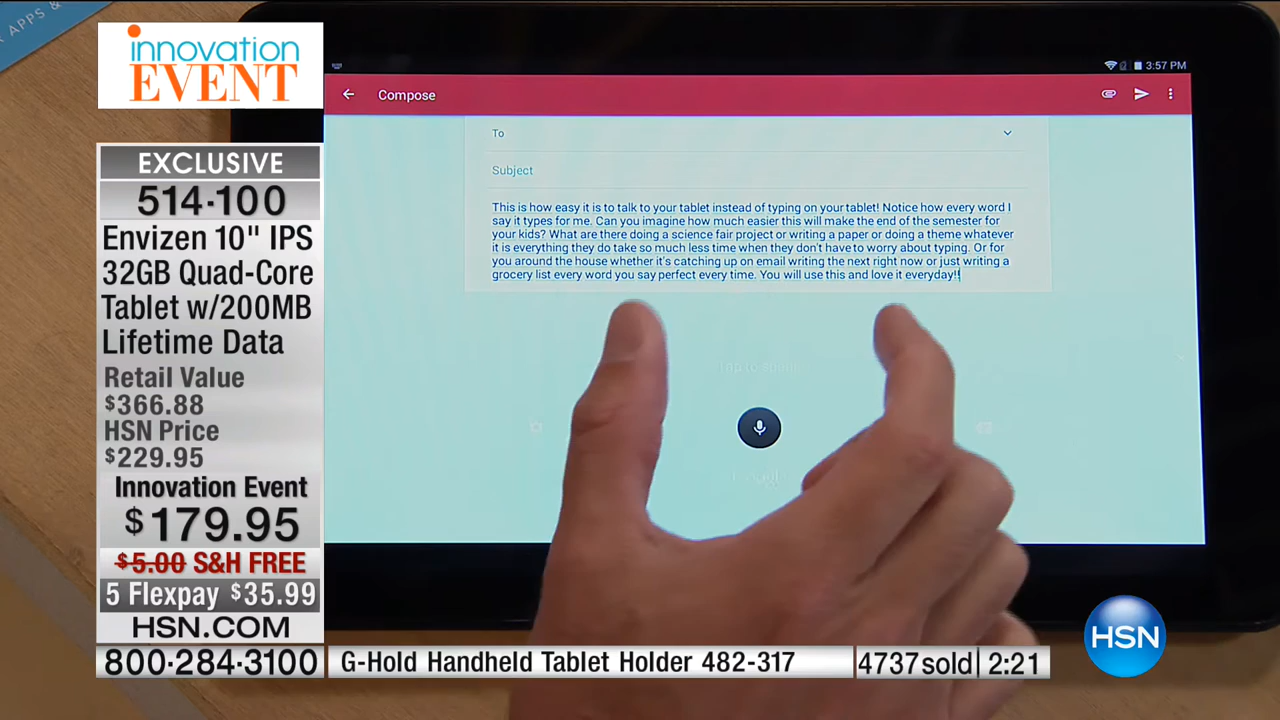 APPS &
innovation
EVENT
EXCLUSIVE
514-100
Envizen 10" IPS
32GB Quad-Core
Tablet w/200MB
Lifetime Data
Retail Value
$366.88
HSN Price
$229.95
Innovation Event
$179.95
$5.00 S&H FREE
5 Flexpay $35.99
HSN.COM
800-284-3100
G-Hold Handheld Tablet Holder 482-317
4737sold
2:21
HSN
3:57 PM
Compose
To
Subject
This is how easy it is to talk to your tablet instead of typing on your tablet! Notice how every word I
say it types for me. Can you imagine how much easier this will make the end of the semester for
your kids? What are there doing a science fair project or writing a paper or doing a theme whatever
it is everything they do take so much less time when they don't have to worry about typing. Or for
you around the house whether it's catching up on email writing the next right now or just writing a
grocery list every word you say perfect every time. You will use this and love it everyday!!
Tap to speak